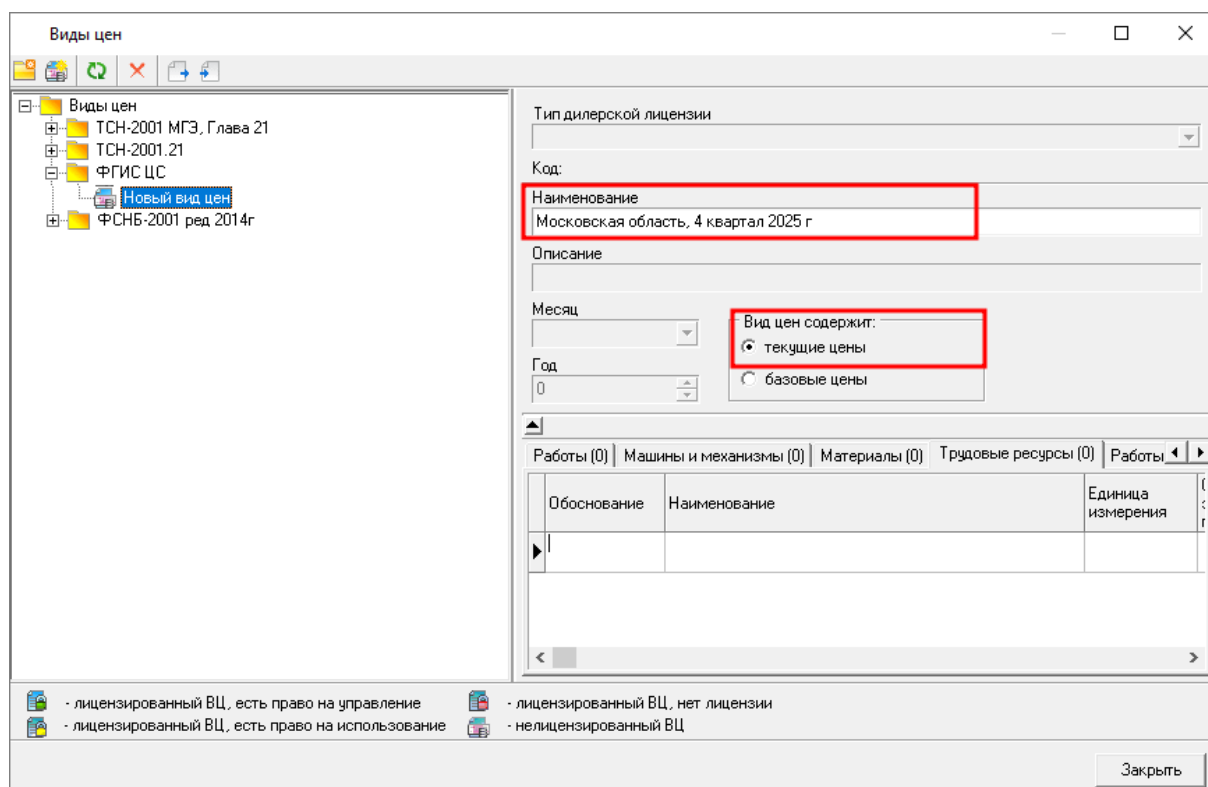 Виды цен
Виды цен
ТСН-2001 МГЭ, Глава 21
ТСН-2001.21
ФГИС ЦС
Новый вид цен
ФСНБ-2001 ред 2014г
Тип дилерской лицензии
Код:
Наименование
Московская область, 4 квартал 2025 г
Описание
Месяц
Вид цен содержит:
текущие цены
Год
0
базовые цены
Работы (0) Машины и механизмы (0) Материалы (0) Трудовые ресурсы (0) Работы
Обоснование Наименование Единица измерения
- лицензированный ВЦ, есть право на управление - лицензированный ВЦ, нет лицензии
- лицензированный ВЦ, есть право на использование - нелицензированный ВЦ
Закрыть